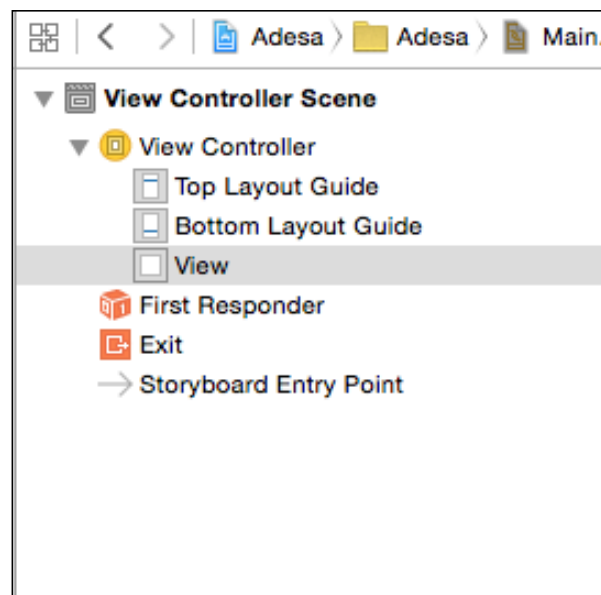 Adesa Adesa Main.
View Controller Scene
View Controller
Top Layout Guide
Bottom Layout Guide
View
First Responder
Exit
Storyboard Entry Point